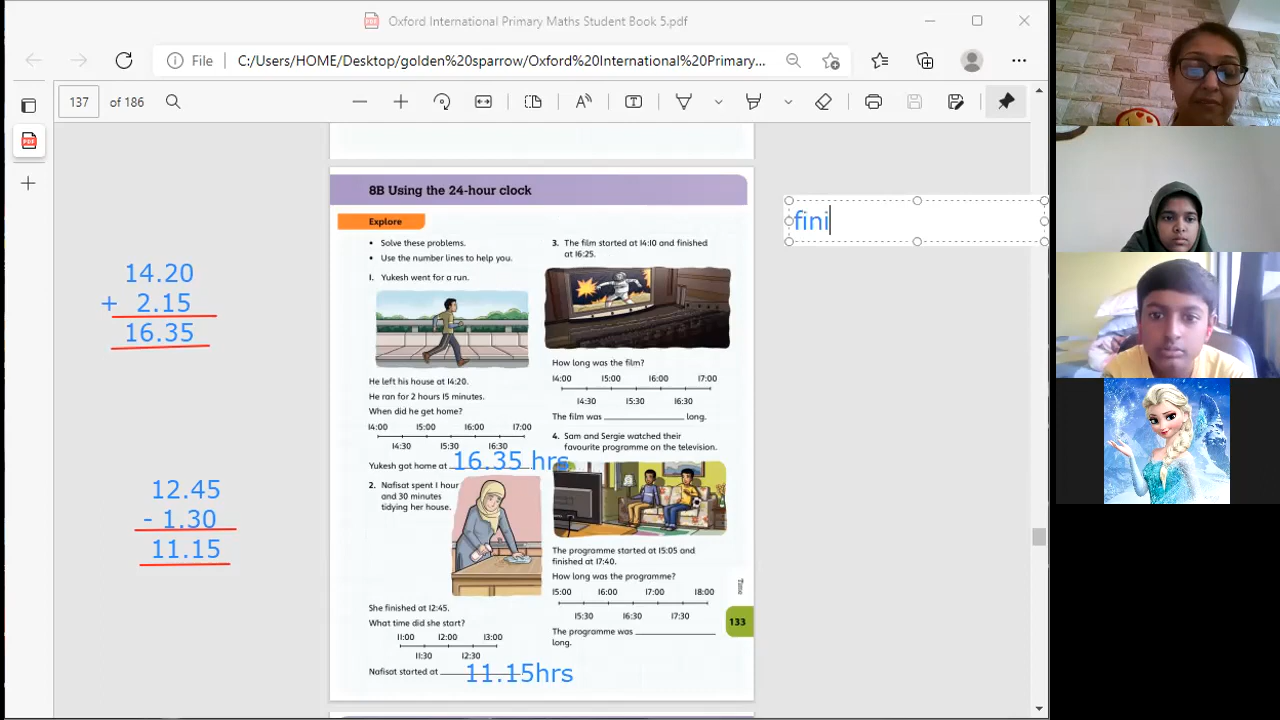 Oxford International Primary Maths Student Book 5.pdf
File
C:/Users/HOME/Desktop/golden%20sparrow/Oxford%20International%20Primary...
137
of 186
8B Using the 24-hour clock
Explore
• Solve these problems.
• Use the number lines to help you.
1. Yukesh went for a run.
He left his house at 14:20.
He ran for 2 hours 15 minutes.
When did he get home?
14:00 15:00 16:00 17:00
14:30 15:30 16:30
Yukesh got home at
16.35 hrs
2. Nafisat spent 1 hour
and 30 minutes
tidying her house.
She finished at 12:45.
What time did she start?
11:00 12:00 13:00
11:30 12:30
Nafisat started at
11.15hrs
3. The film started at 14:10 and finished
at 16:25.
How long was the film?
14:00 15:00 16:00 17:00
14:30 15:30 16:30
The film was ____ long.
4. Sam and Sergie watched their
favourite programme on the television.
The programme started at 15:05 and
finished at 17:40.
How long was the programme?
15:00 16:00 17:00 18:00
15:30 16:30 17:30
The programme was ____
long.
Time
133
14.20
+ 2.15
16.35
12.45
- 1.30
11.15
fini